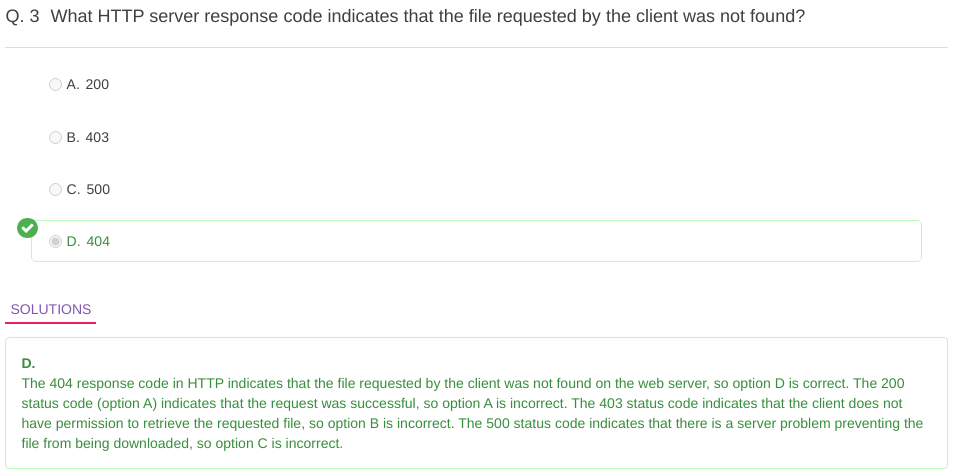 Q. 3 What HTTP server response code indicates that the file requested by the client was not found?
A. 200
B. 403
C. 500
D. 404
SOLUTIONS
D.
The 404 response code in HTTP indicates that the file requested by the client was not found on the web server, so option D is correct. The 200
status code (option A) indicates that the request was successful, so option A is incorrect. The 403 status code indicates that the client does not
have permission to retrieve the requested file, so option B is incorrect. The 500 status code indicates that there is a server problem preventing the
file from being downloaded, so option C is incorrect.